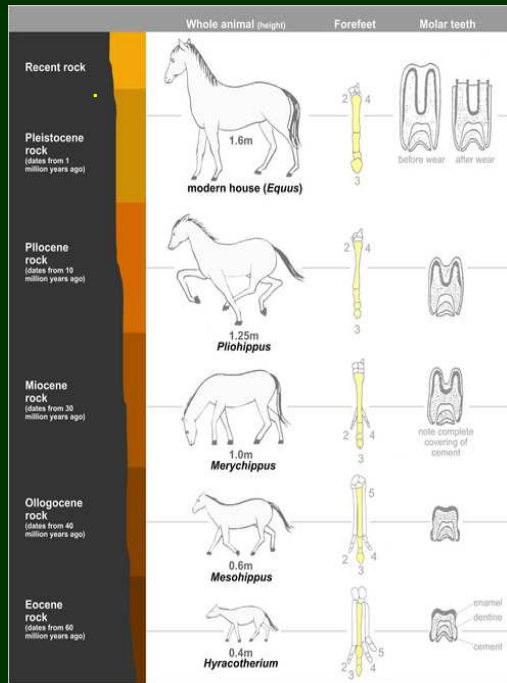 Whole animal (height) Forefeet Molar teeth
Recent rock
2 4
1.6m
3
before wear after wear
modern house (Equus)
Pleistocene
rock
(dates from 1
million years ago)
Pliocene
rock
(dates from 10
million years ago)
2 4
3
1.25m
Pliohippus
Miocene
rock
(dates from 30
million years ago)
2 4
3
note complete
covering of
cement
1.0m
Merychippus
Ollogocene
rock
(dates from 40
million years ago)
5
2 4
3
0.6m
Mesohippus
Eocene
rock
(dates from 60
million years ago)
enamel
dentine
cement
5
2 4
3
0.4m
Hyracotherium